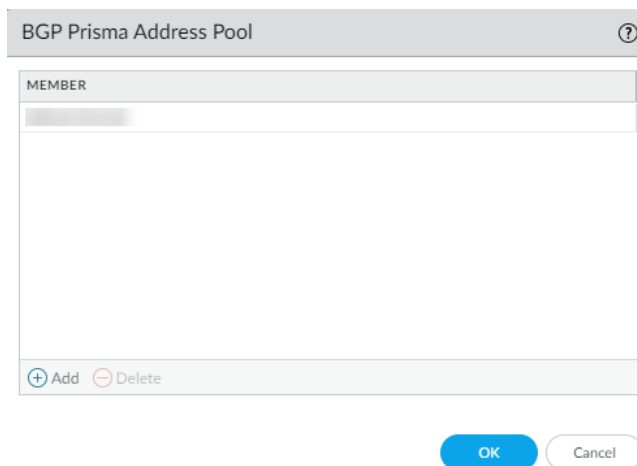 BGP Prisma Address Pool
?
MEMBER
Add Delete
OK Cancel